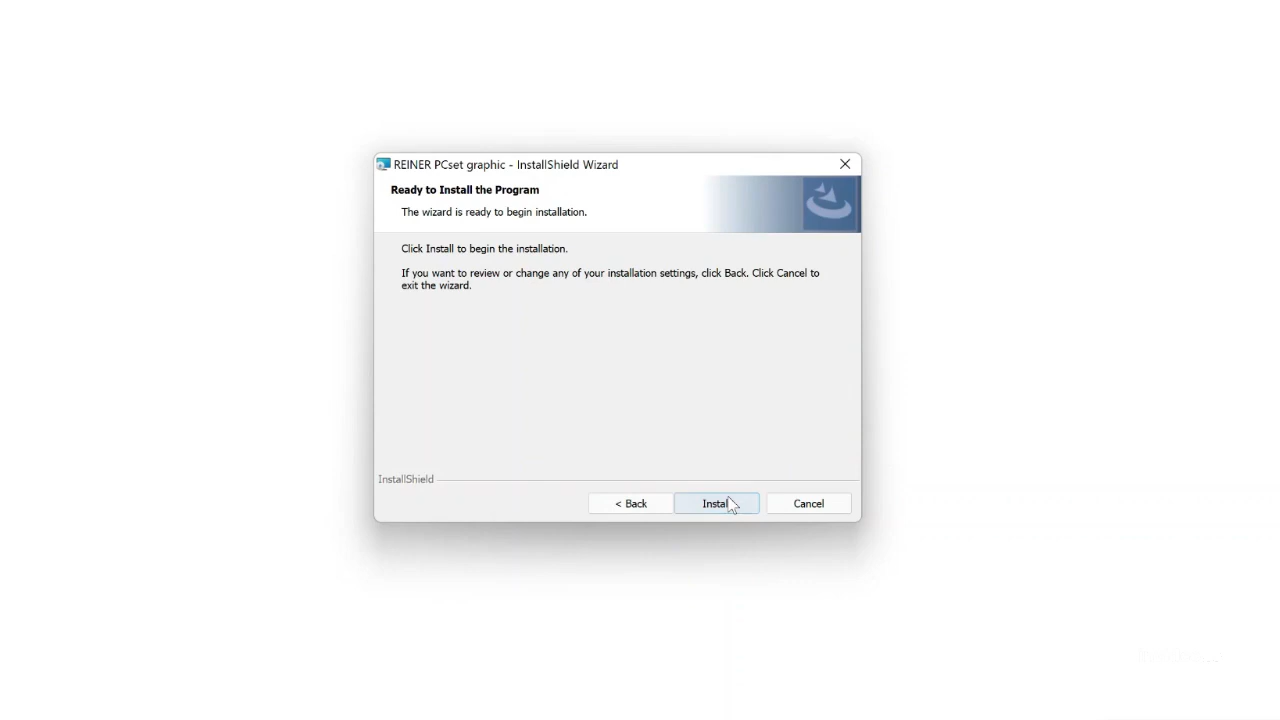 REINER PCset graphic - InstallShield Wizard
Ready to Install the Program
The wizard is ready to begin installation.
Click Install to begin the installation.
If you want to review or change any of your installation settings, click Back. Click Cancel to
exit the wizard.
InstallShield
< Back Install Cancel